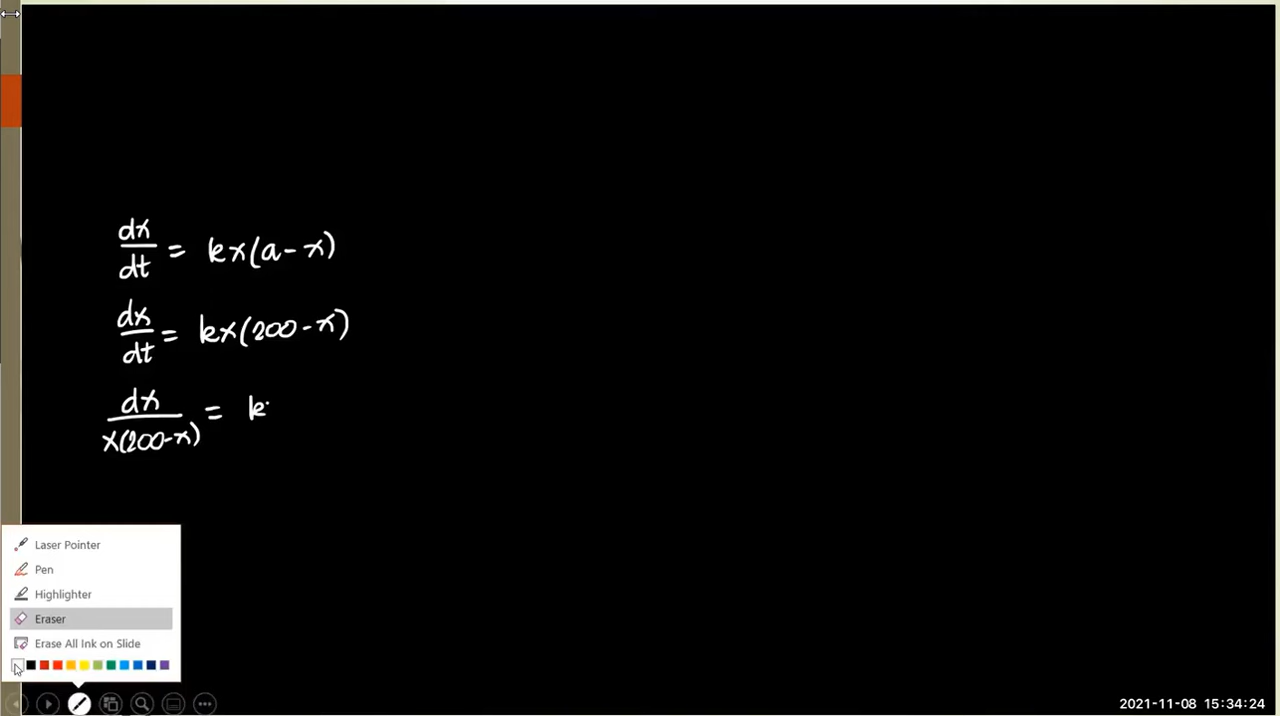 dx/dt = kx(a-x)
dx/dt = kx(200-x)
dx/x(200-x) = k
Laser Pointer
Pen
Highlighter
Eraser
Erase All Ink on Slide
2021-11-08 15:34:24